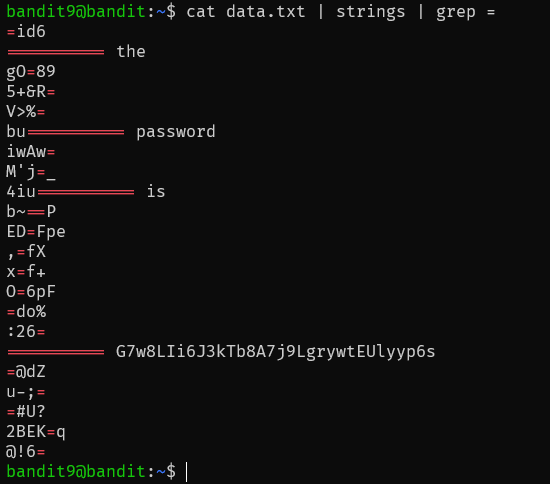 bandit9@bandit:~$ cat data.txt | strings | grep =
=id6
========== the
gO=89
5+&R=
V>%=
bu========== password
iwAw=
M'j=_
4iu========== is
b~==P
ED=Fpe
,=fX
x=f+
O=6pF
=do%
:26=
========== G7w8LIi6J3kTb8A7j9LgrywtEUlyyp6s
=@dZ
u-;=
=#U?
2BEK=q
@!6=
bandit9@bandit:~$